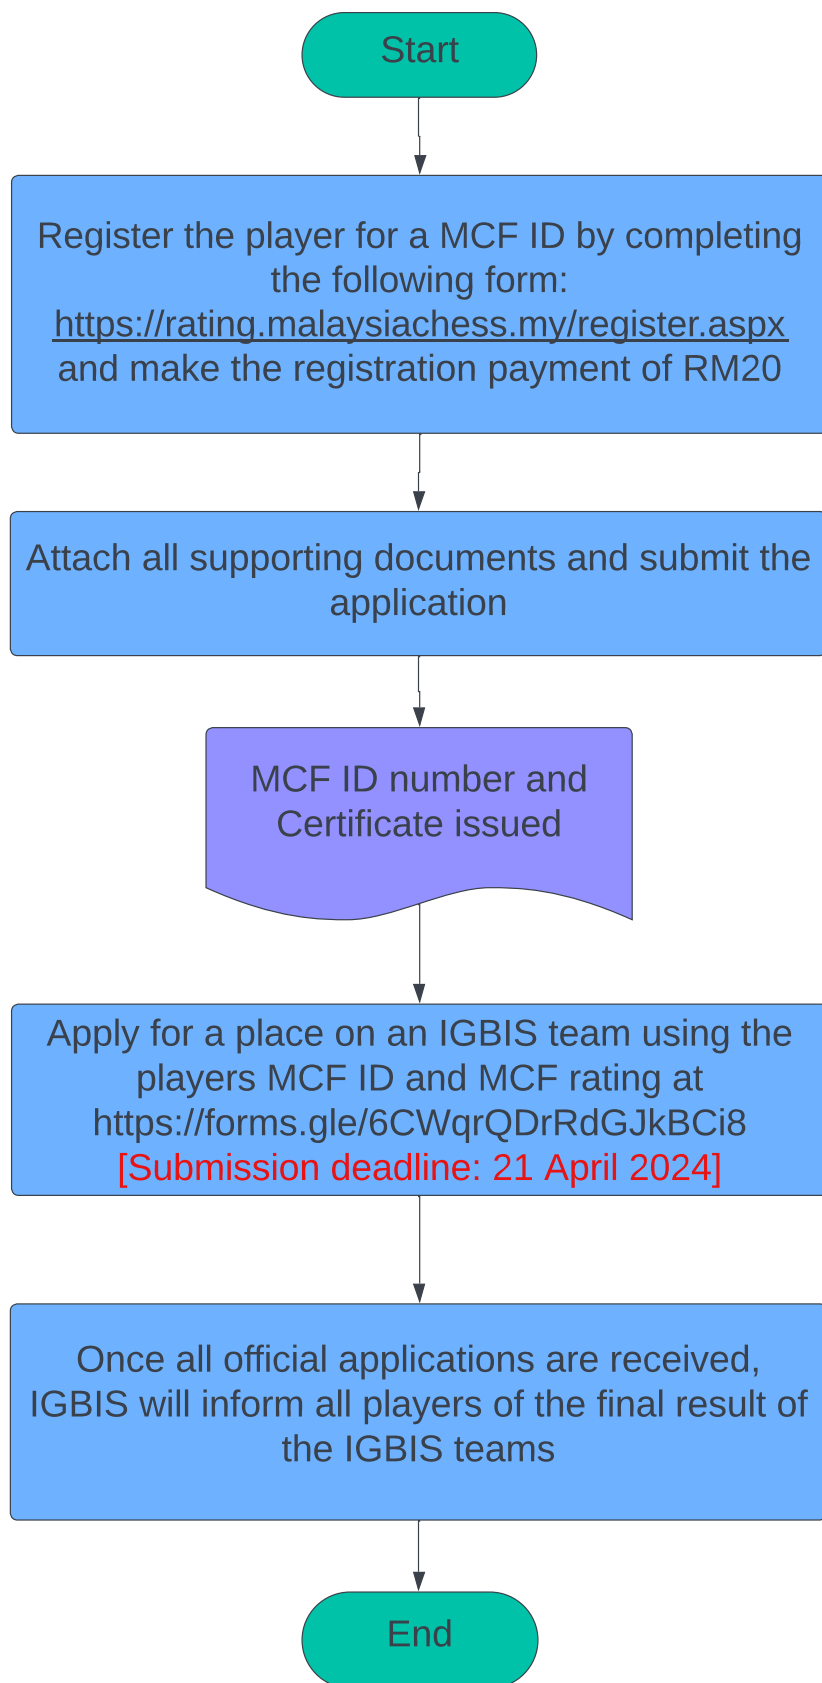 Start
Register the player for a MCF ID by completing
the following form:
https://rating.malaysiachess.my/register.aspx
and make the registration payment of RM20
Attach all supporting documents and submit the
application
MCF ID number and
Certificate issued
Apply for a place on an IGBIS team using the
players MCF ID and MCF rating at
https://forms.gle/6CWqrQDrRdGJkBCi8
[Submission deadline: 21 April 2024]
Once all official applications are received,
IGBIS will inform all players of the final result of
the IGBIS teams
End